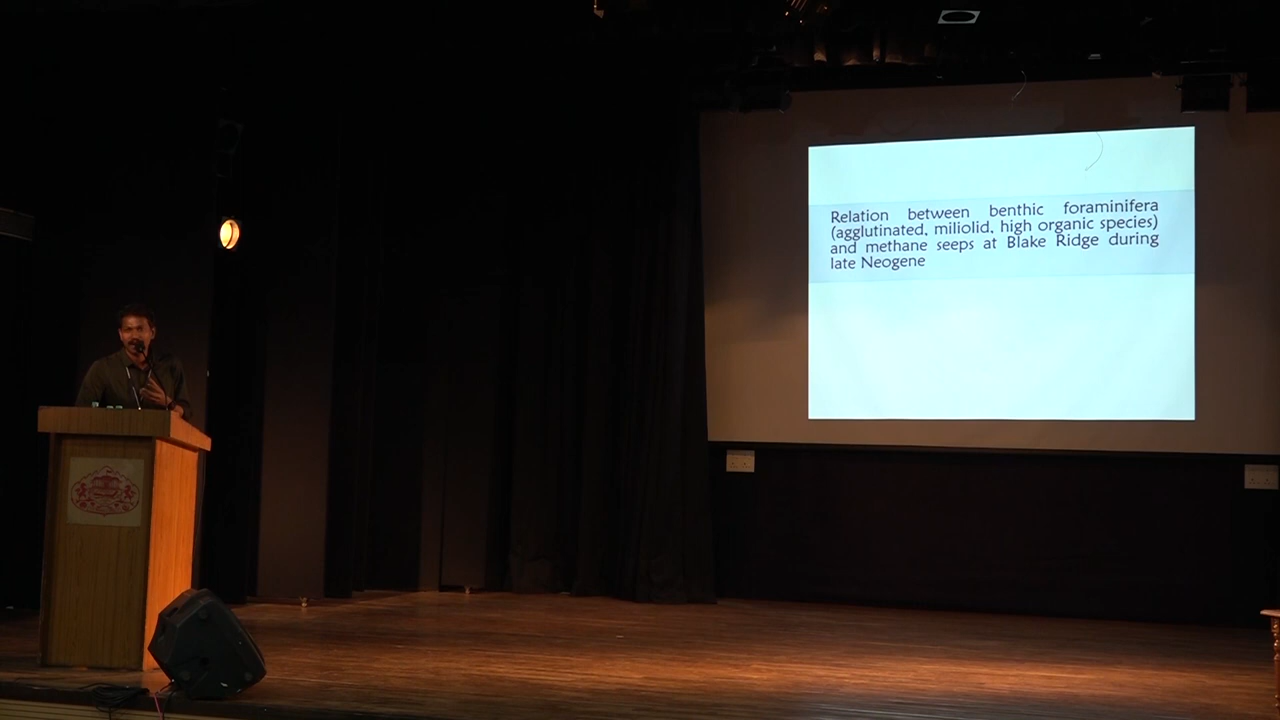 Relation between benthic foraminifera
(agglutinated, miliolid, high organic species)
and methane seeps at Blake Ridge during
late Neogene